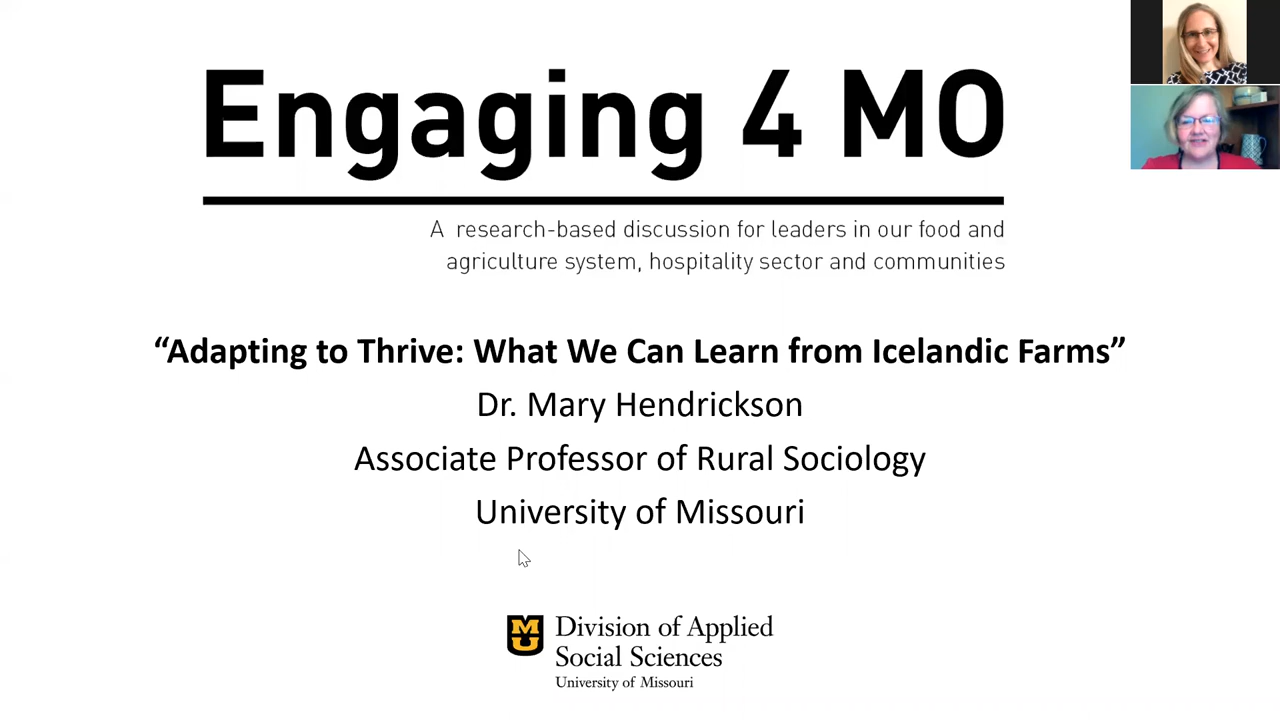 Engaging 4 MO
A research-based discussion for leaders in our food and
agriculture system, hospitality sector and communities
“Adapting to Thrive: What We Can Learn from Icelandic Farms”
Dr. Mary Hendrickson
Associate Professor of Rural Sociology
University of Missouri
MU
Division of Applied
Social Sciences
University of Missouri